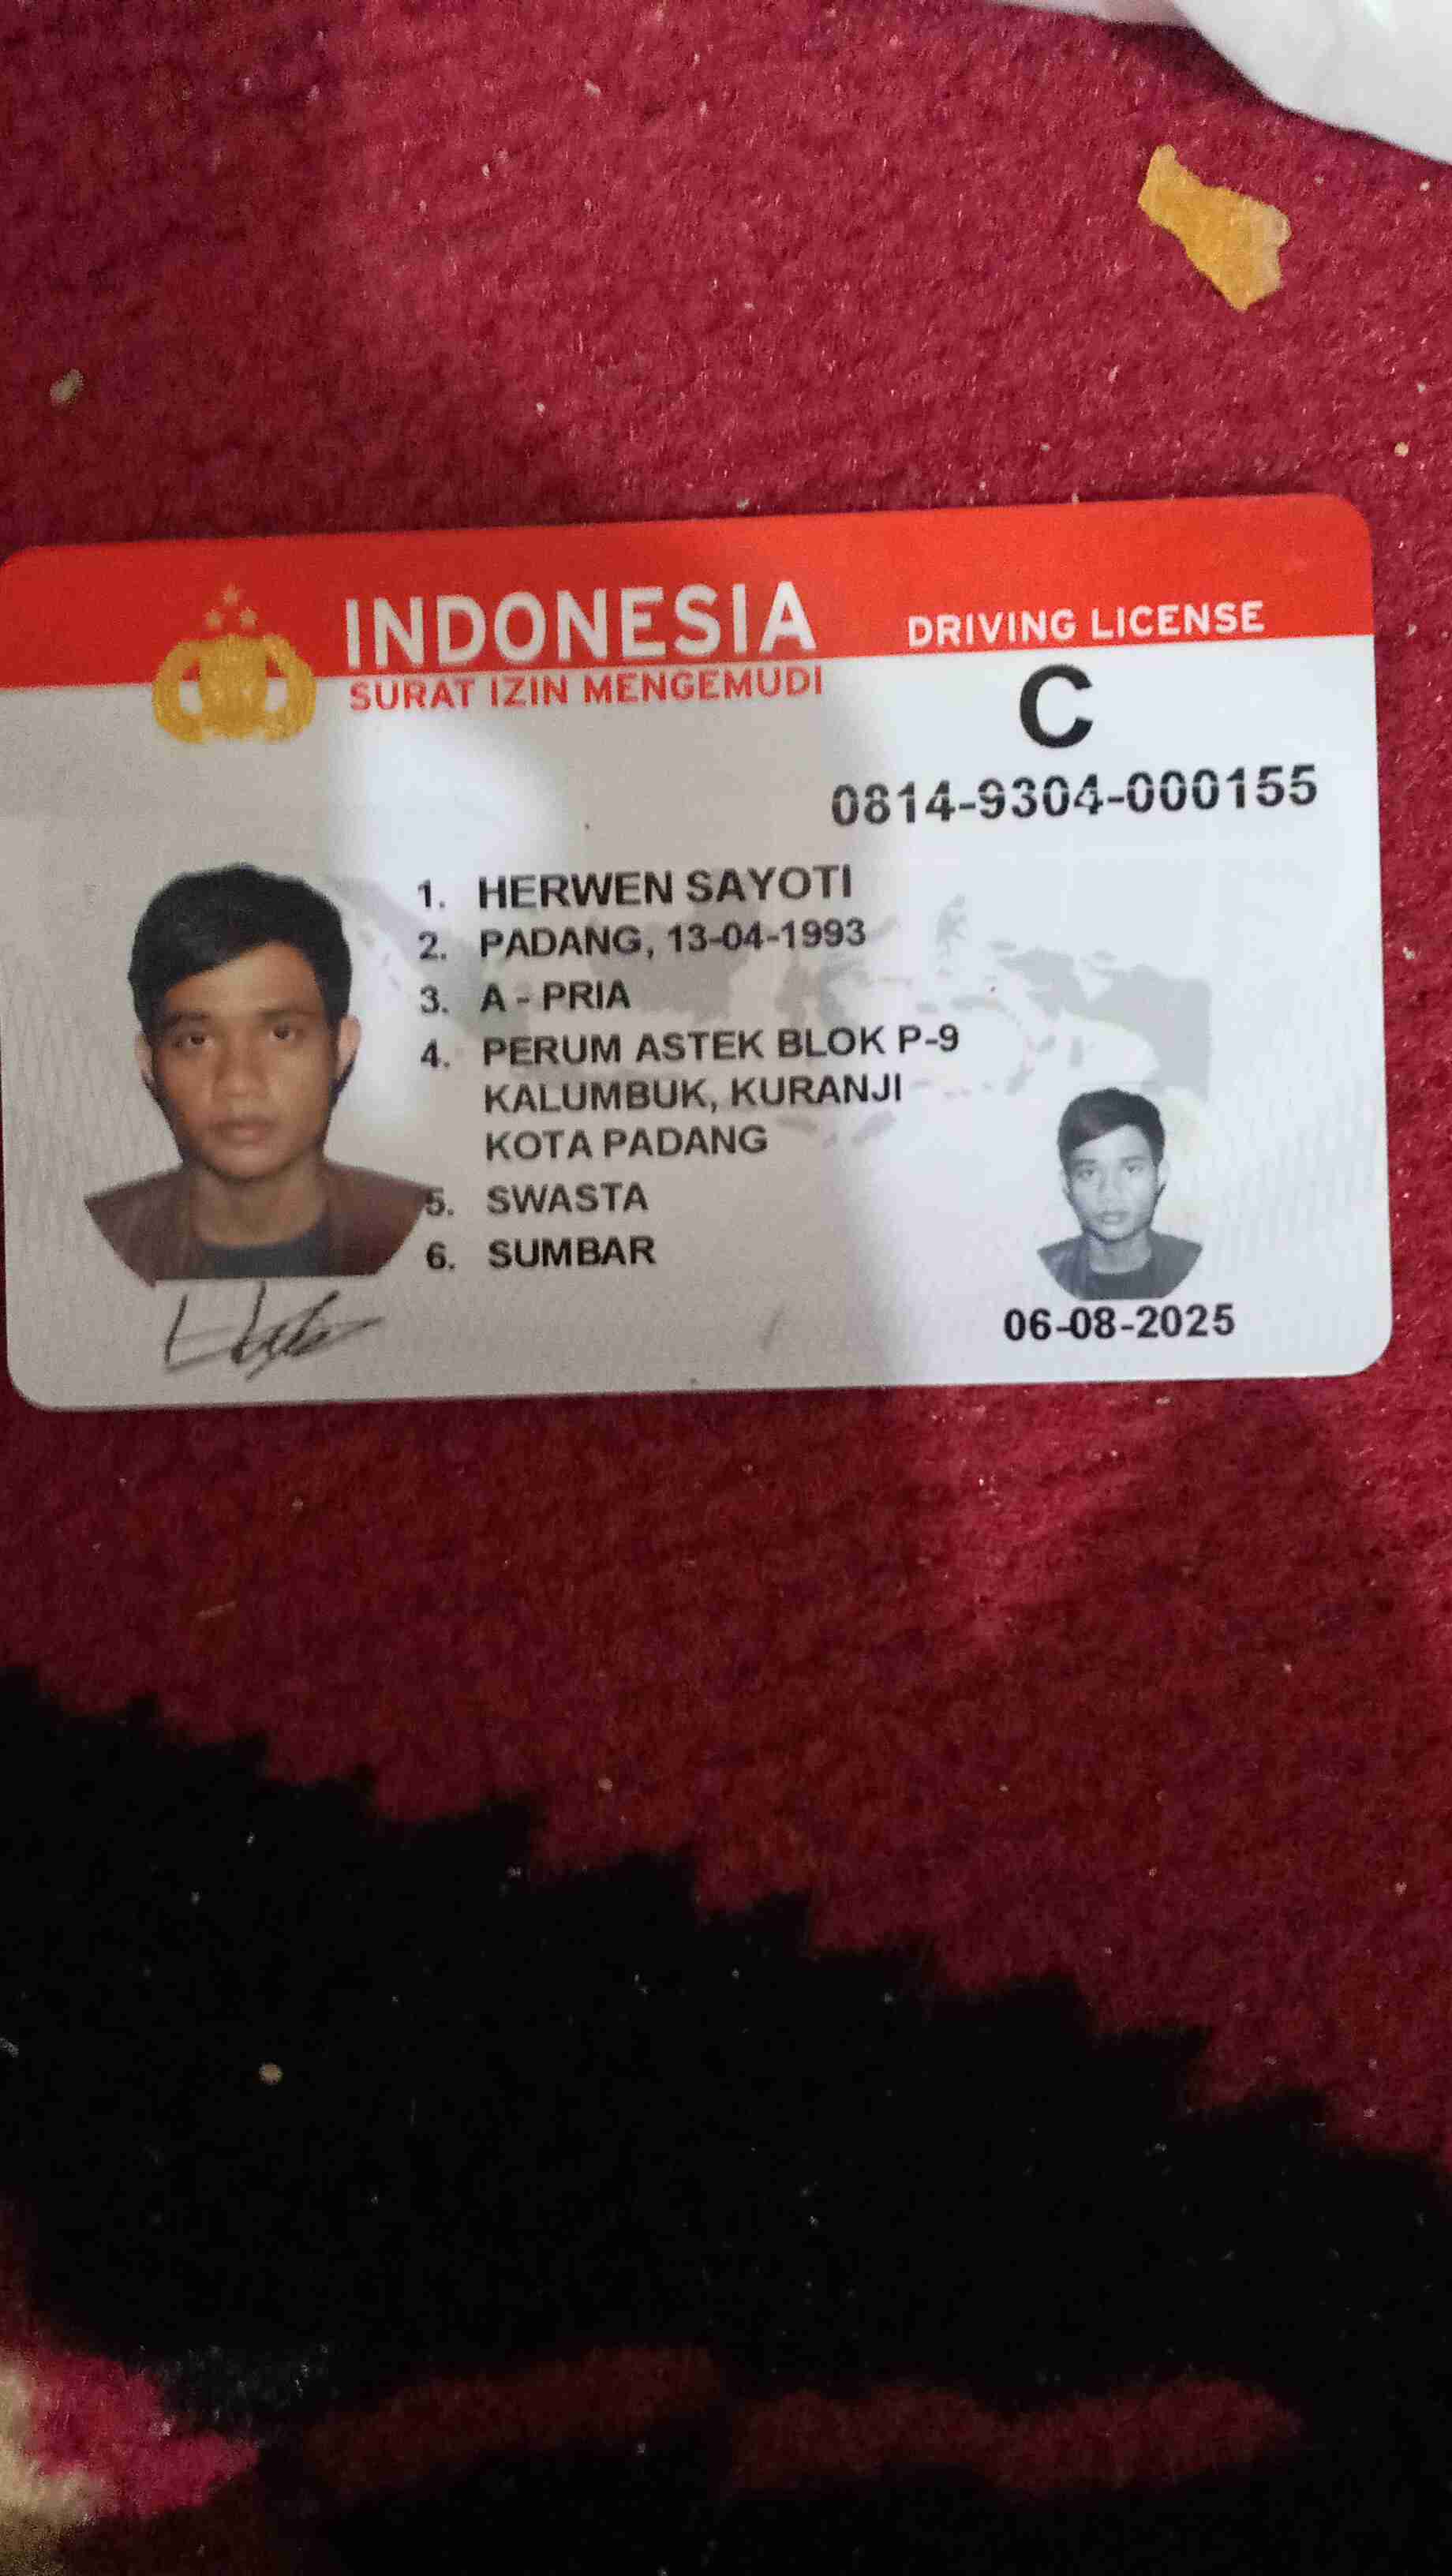 INDONESIA
DRIVING LICENSE
SURAT IZIN MENGEMUDI
C
0814-9304-000155
1. HERWEN SAYOTI
2. PADANG, 13-04-1993
3. A - PRIA
4. PERUM ASTEK BLOK P-9
KALUMBUK, KURANJI
KOTA PADANG
5. SWASTA
6. SUMBAR
06-08-2025